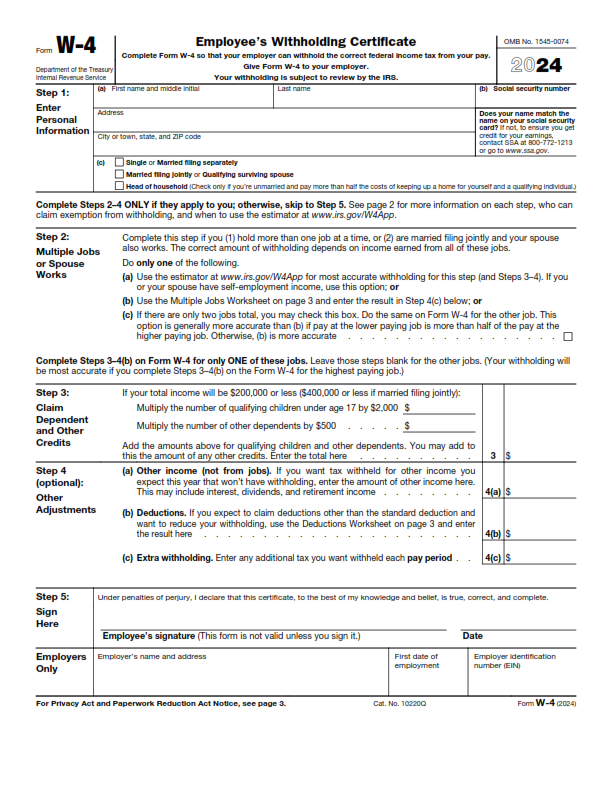 Form W-4
Department of the Treasury
Internal Revenue Service
Employee's Withholding Certificate
Complete Form W-4 so that your employer can withhold the correct federal income tax from your pay.
Give Form W-4 to your employer.
Your withholding is subject to review by the IRS.
OMB No. 1545-0074
2024
Step 1:
Enter
Personal
Information
(a) First name and middle initial
Last name
(b) Social security number
Address
City or town, state, and ZIP code
Does your name match the
name on your social security
card? If not, to ensure you get
credit for your earnings,
contact SSA at 800-772-1213
or go to www.ssa.gov.
(c) Single or Married filing separately
Married filing jointly or Qualifying surviving spouse
Head of household (Check only if you're unmarried and pay more than half the costs of keeping up a home for yourself and a qualifying individual.)
Complete Steps 2–4 ONLY if they apply to you; otherwise, skip to Step 5. See page 2 for more information on each step, who can
claim exemption from withholding, and when to use the estimator at www.irs.gov/W4App.
Step 2:
Multiple Jobs
or Spouse
Works
Complete this step if you (1) hold more than one job at a time, or (2) are married filing jointly and your spouse
also works. The correct amount of withholding depends on income earned from all of these jobs.
Do only one of the following.
(a) Use the estimator at www.irs.gov/W4App for most accurate withholding for this step (and Steps 3–4). If you
or your spouse have self-employment income, use this option; or
(b) Use the Multiple Jobs Worksheet on page 3 and enter the result in Step 4(c) below; or
(c) If there are only two jobs total, you may check this box. Do the same on Form W-4 for the other job. This
option is generally more accurate than (b) if pay at the lower paying job is more than half of the pay at the
higher paying job. Otherwise, (b) is more accurate . . . . . . . . . . . . . . . . . .
Complete Steps 3–4(b) on Form W-4 for only ONE of these jobs. Leave those steps blank for the other jobs. (Your withholding will
be most accurate if you complete Steps 3–4(b) on the Form W-4 for the highest paying job.)
Step 3:
Claim
Dependent
and Other
Credits
If your total income will be $200,000 or less ($400,000 or less if married filing jointly):
Multiply the number of qualifying children under age 17 by $2,000 $
Multiply the number of other dependents by $500 . . . . . $
Add the amounts above for qualifying children and other dependents. You may add to
this the amount of any other credits. Enter the total here . . . . . . . . . . 3 $
Step 4
(optional):
Other
Adjustments
(a) Other income (not from jobs). If you want tax withheld for other income you
expect this year that won't have withholding, enter the amount of other income here.
This may include interest, dividends, and retirement income . . . . . . . . 4(a) $
(b) Deductions. If you expect to claim deductions other than the standard deduction and
want to reduce your withholding, use the Deductions Worksheet on page 3 and enter
the result here . . . . . . . . . . . . . . . . . . . . . . . 4(b) $
(c) Extra withholding. Enter any additional tax you want withheld each pay period . . 4(c) $
Step 5:
Sign
Here
Under penalties of perjury, I declare that this certificate, to the best of my knowledge and belief, is true, correct, and complete.
Employee's signature (This form is not valid unless you sign it.)
Date
Employers
Only
Employer's name and address
First date of
employment
Employer identification
number (EIN)
For Privacy Act and Paperwork Reduction Act Notice, see page 3.
Cat. No. 10220Q
Form W-4 (2024)